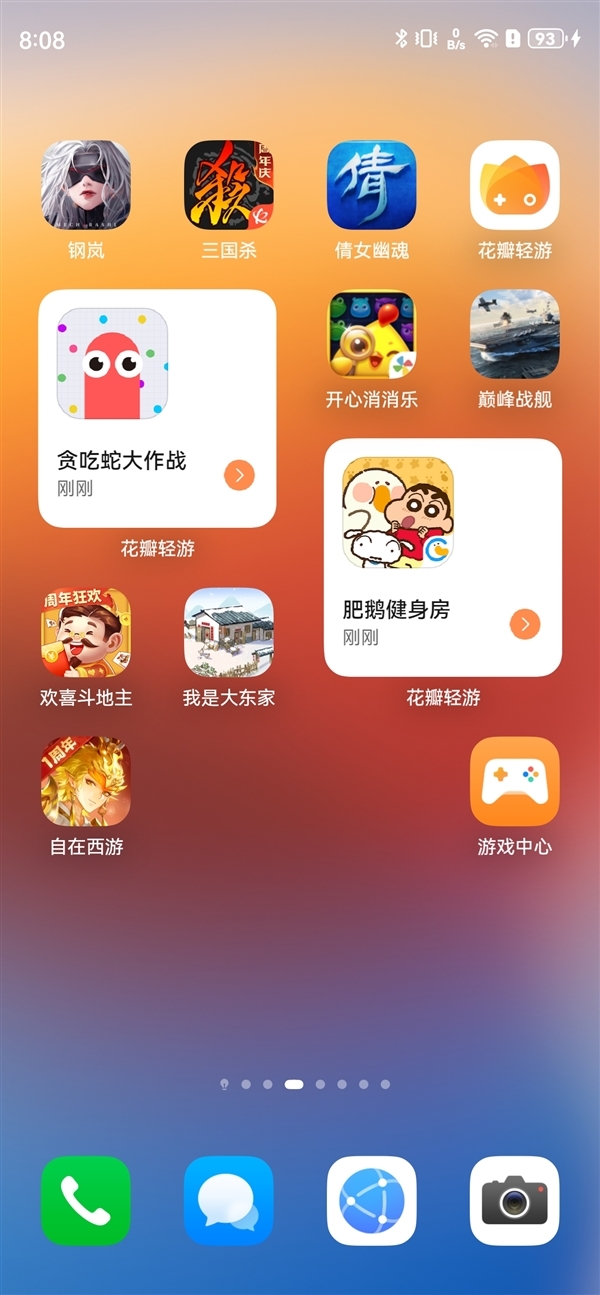 8:08
0
B/s
93
MECH RASHI
殺
周年庆
倩
钢岚
三国杀
倩女幽魂
花瓣轻游
开心消消乐
巅峰战舰
贪吃蛇大作战
刚刚
花瓣轻游
周年狂欢
肥鹅健身房
刚刚
欢喜斗地主
我是大东家
花瓣轻游
1周年
自在西游
游戏中心